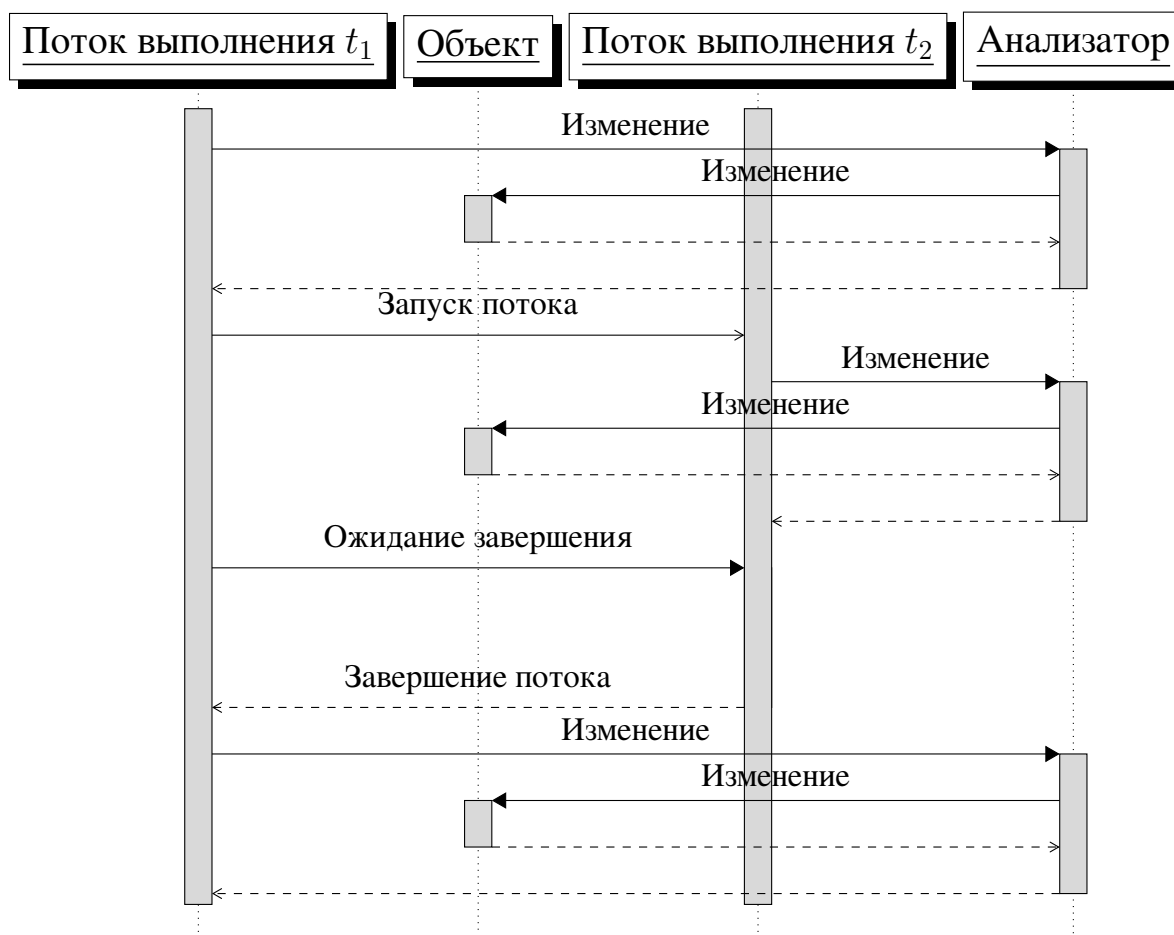 Поток выполнения t₁
Объект
Поток выполнения t₂
Анализатор
Изменение
Изменение
Запуск потока
Изменение
Изменение
Ожидание завершения
Завершение потока
Изменение
Изменение